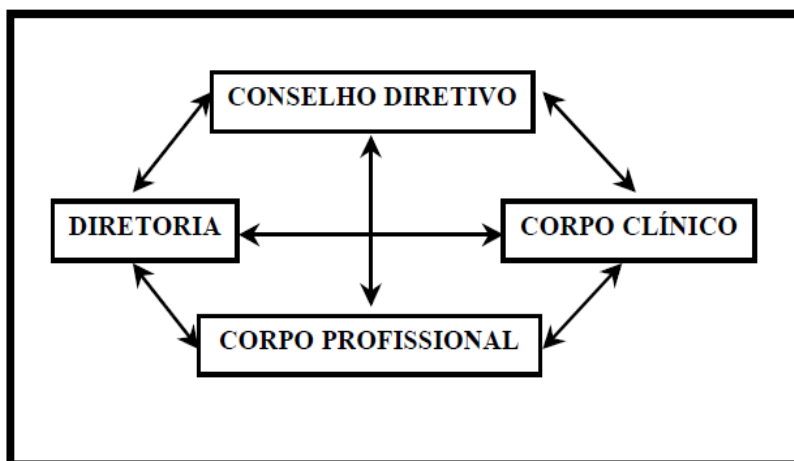 CONSELHO DIRETIVO
DIRETORIA
CORPO CLÍNICO
CORPO PROFISSIONAL